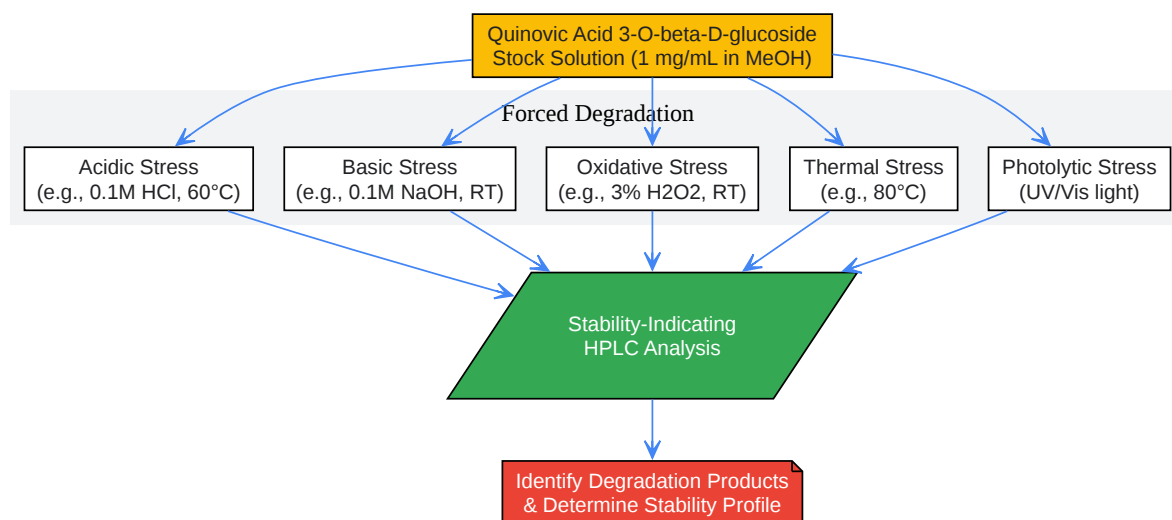 Quinovic Acid 3-O-beta-D-glucoside
Stock Solution (1 mg/mL in MeOH)
Forced Degradation
Acidic Stress
(e.g., 0.1M HCl, 60°C)
Basic Stress
(e.g., 0.1M NaOH, RT)
Oxidative Stress
(e.g., 3% H2O2, RT)
Thermal Stress
(e.g., 80°C)
Photolytic Stress
(UV/Vis light)
Stability-Indicating
HPLC Analysis
Identify Degradation Products
& Determine Stability Profile